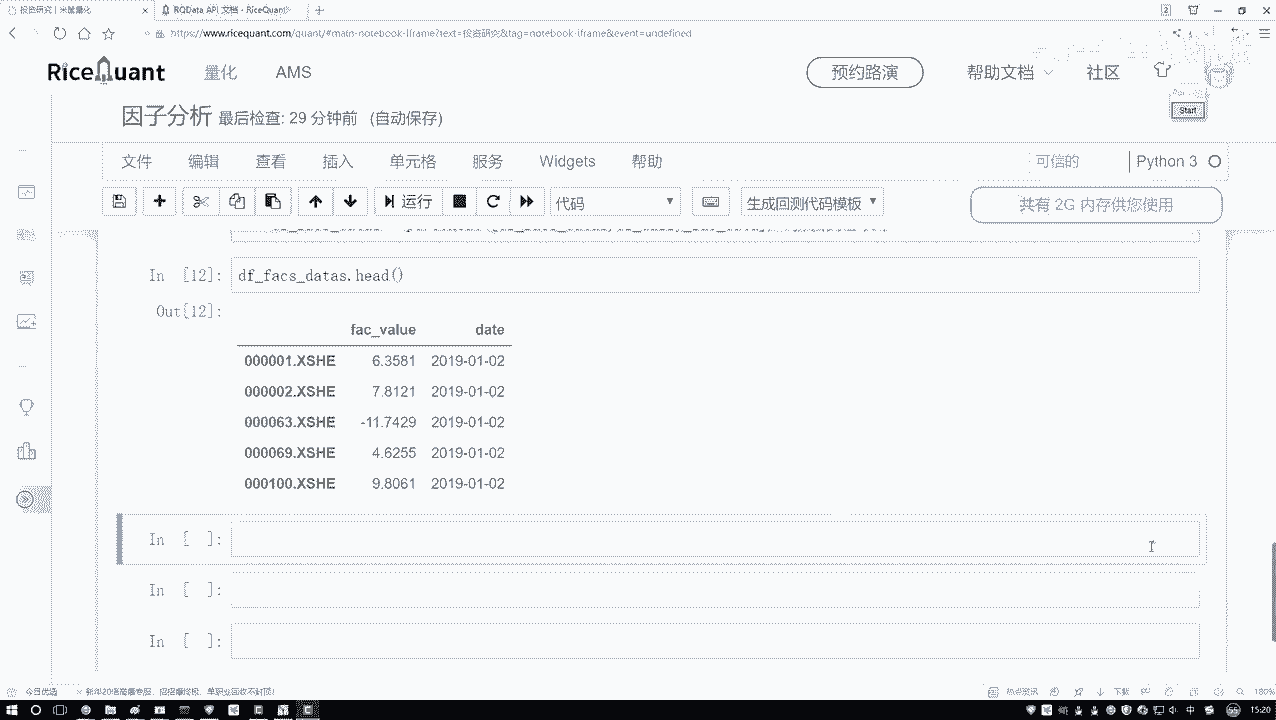 投资研究 | 米筐量化
RQData API 文档 - RiceQuant
https://www.ricequant.com/quant/#main-notebook-iframe?text=投资研究&tag=notebook-iframe&event=undefined
RiceQuant 量化 AMS 预约路演 帮助文档 社区
Start
因子分析 最后检查: 29 分钟前 (自动保存)
文件 编辑 查看 插入 单元格 服务 Widgets 帮助 可信的 Python 3
运行 代码 生成回测代码模板 共有 2G 内存供您使用
In [12]: df_facs_datas.head()
Out[12]:
fac_value date
000001.XSHE 6.3581 2019-01-02
000002.XSHE 7.8121 2019-01-02
000063.XSHE -11.7429 2019-01-02
000069.XSHE 4.6255 2019-01-02
000100.XSHE 9.8061 2019-01-02
In [ ]:
In [ ]:
In [ ]:
今日优选
下载 180%
中 15:20